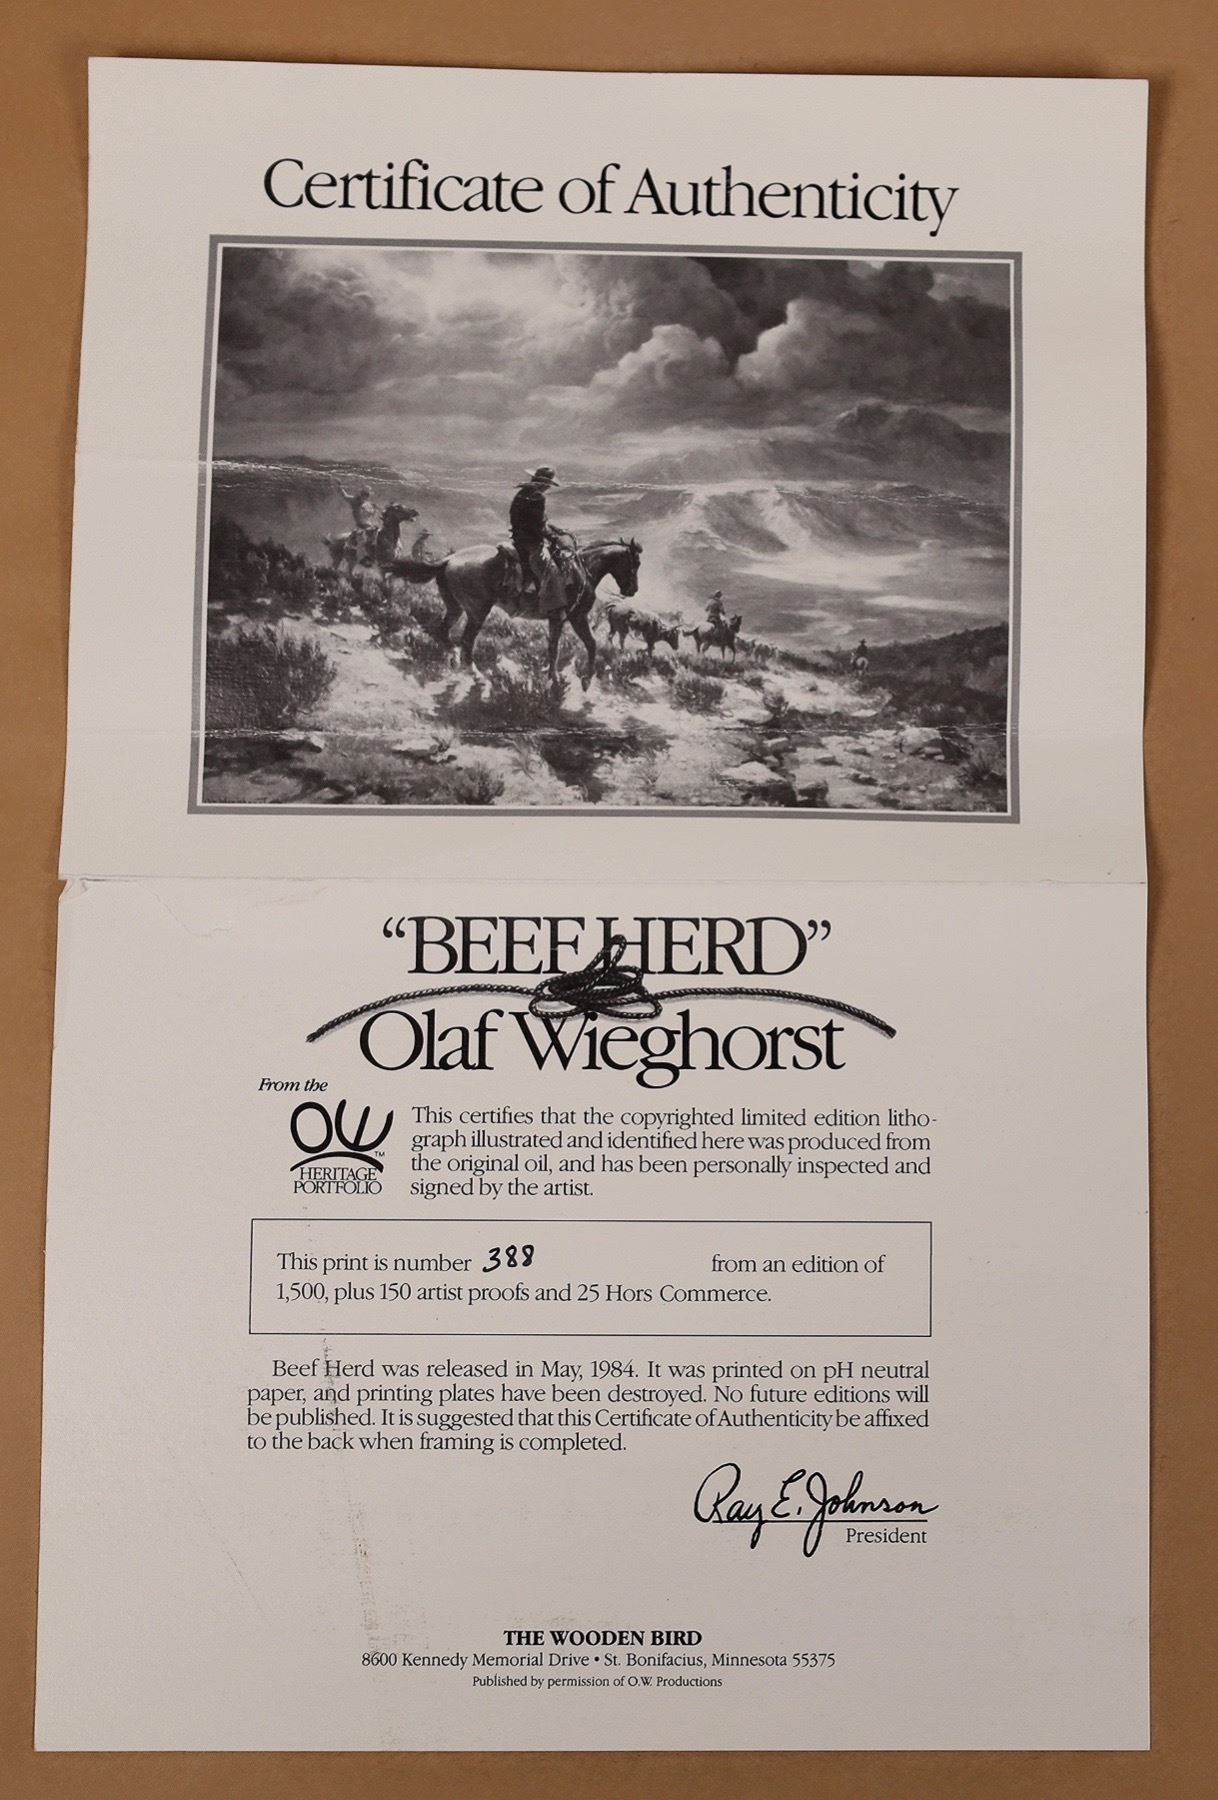 Certificate of Authenticity
“BEEF HERD”
Olaf Wieghorst
From the
OW
TM
HERITAGE
PORTFOLIO
This certifies that the copyrighted limited edition litho-
graph illustrated and identified here was produced from
the original oil, and has been personally inspected and
signed by the artist.
This print is number 388 from an edition of
1,500, plus 150 artist proofs and 25 Hors Commerce.
Beef Herd was released in May, 1984. It was printed on pH neutral
paper, and printing plates have been destroyed. No future editions will
be published. It is suggested that this Certificate of Authenticity be affixed
to the back when framing is completed.
Ray E. Johnson
President
THE WOODEN BIRD
8600 Kennedy Memorial Drive • St. Bonifacius, Minnesota 55375
Published by permission of O.W. Productions